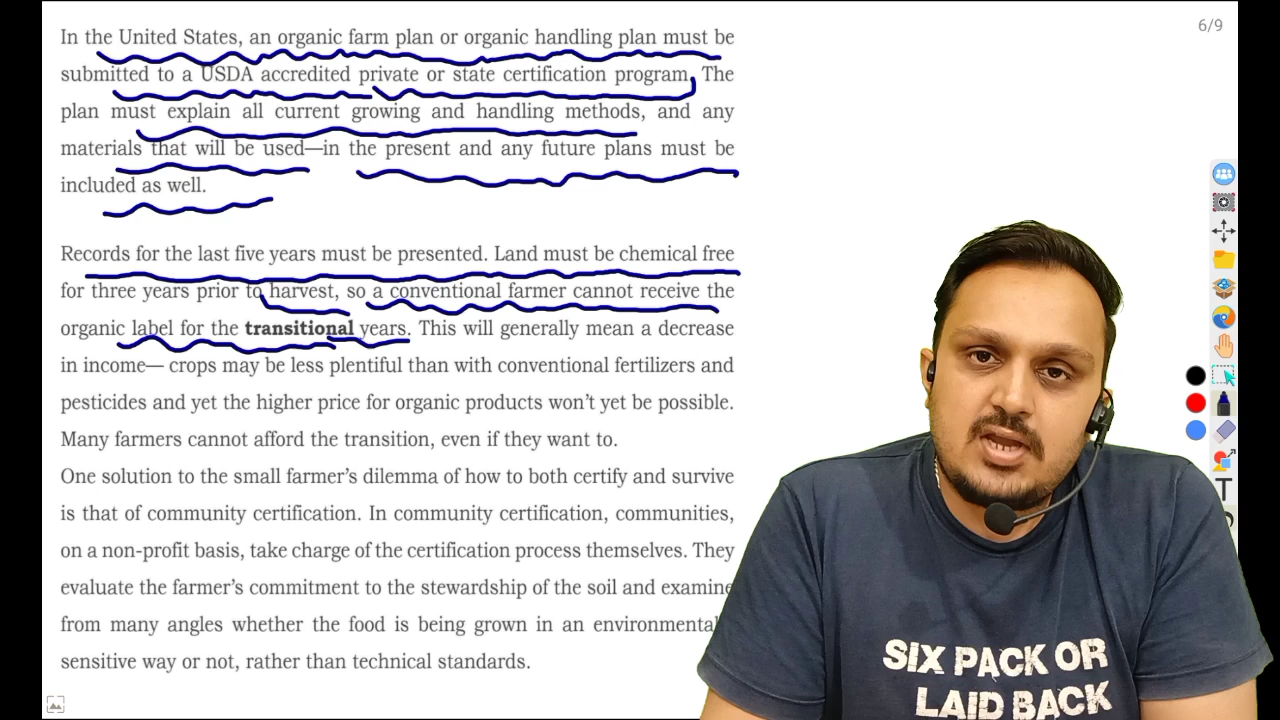 6/9
In the United States, an organic farm plan or organic handling plan must be
submitted to a USDA accredited private or state certification program. The
plan must explain all current growing and handling methods, and any
materials that will be used—in the present and any future plans must be
included as well.
Records for the last five years must be presented. Land must be chemical free
for three years prior to harvest, so a conventional farmer cannot receive the
organic label for the transitional years. This will generally mean a decrease
in income— crops may be less plentiful than with conventional fertilizers and
pesticides and yet the higher price for organic products won't yet be possible.
Many farmers cannot afford the transition, even if they want to.
One solution to the small farmer's dilemma of how to both certify and survive
is that of community certification. In community certification, communities,
on a non-profit basis, take charge of the certification process themselves. They
evaluate the farmer's commitment to the stewardship of the soil and examine
from many angles whether the food is being grown in an
sensitive way or not, rather than technical standards.
T
SIX PACK OR
LAID BACK